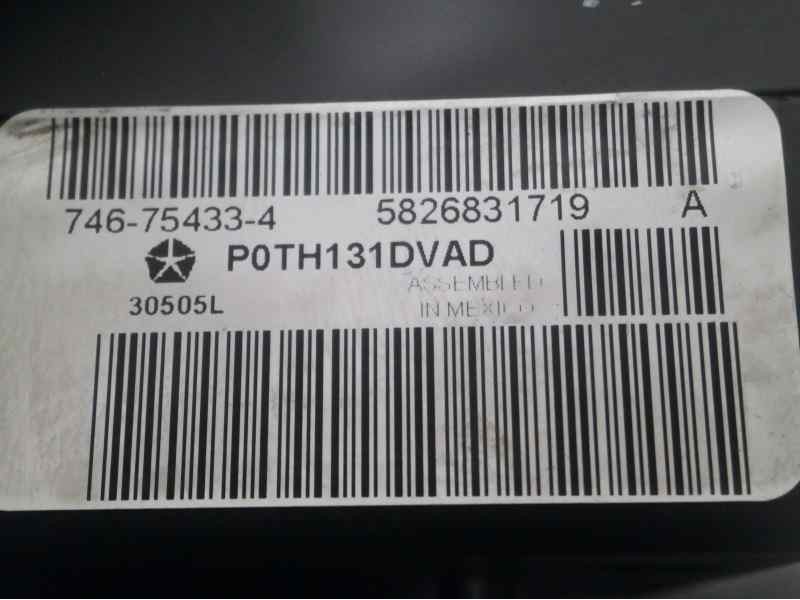 746-75433-4 5826831719 A
P0TH131DVAD
ASSEMBLED
30505L IN MEXICO